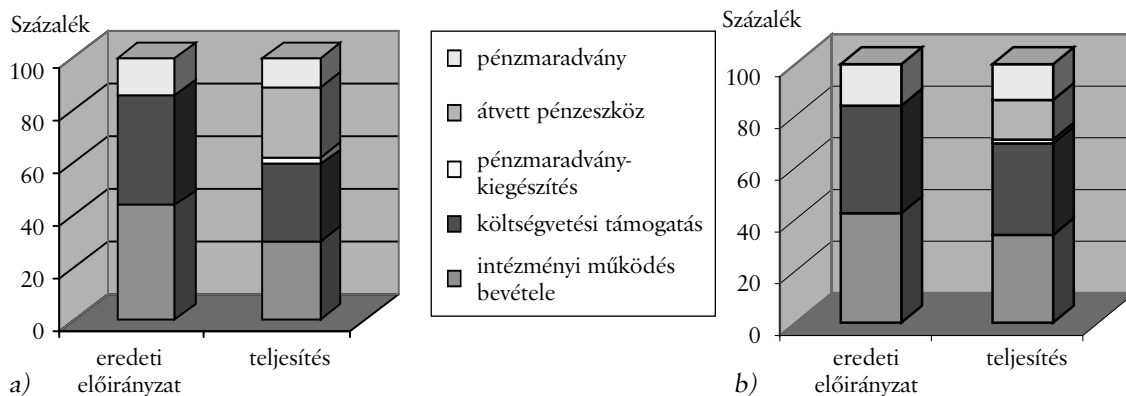 Százalék
100
80
60
40
20
0
eredeti
előirányzat
teljesítés
a)
pénzmaradvány
átvett pénzeszköz
pénzmaradvány-
kiegészítés
költségvetési támogatás
intézményi működés
bevétele
Százalék
100
80
60
40
20
0
eredeti
előirányzat
teljesítés
b)